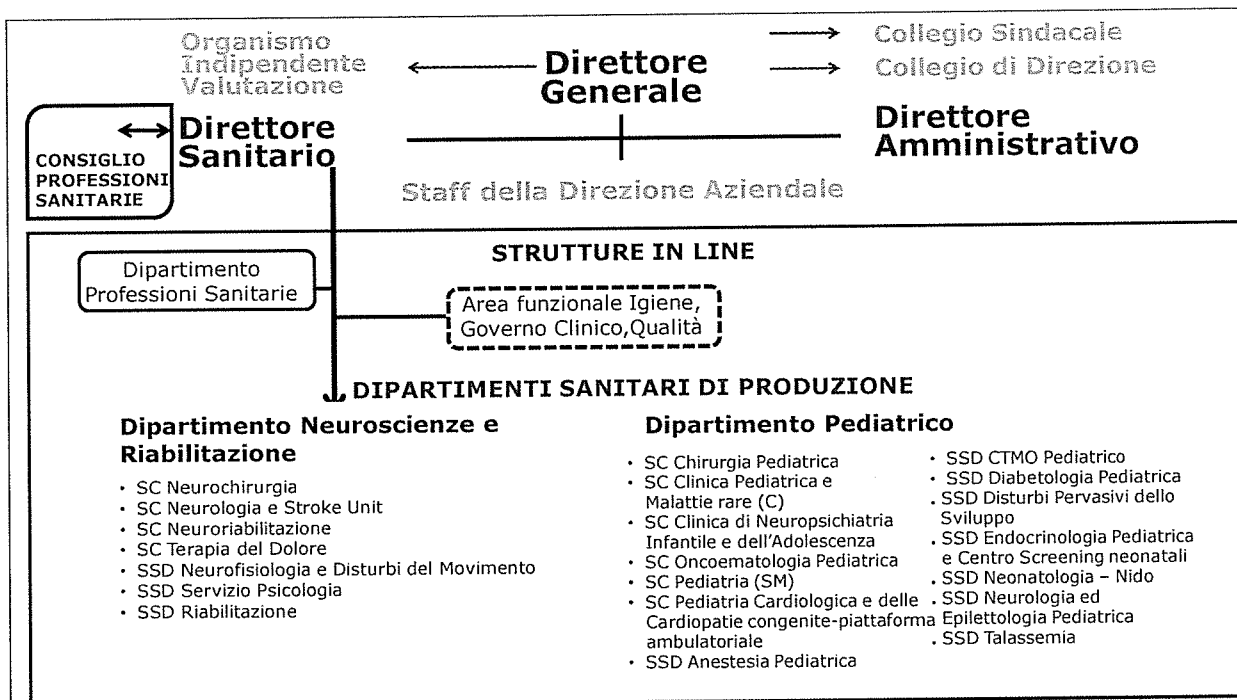 Organismo
Indipendente
Valutazione
Direttore
Generale
Collegio Sindacale
Collegio di Direzione
CONSIGLIO
PROFESSIONI
SANITARIE
Direttore
Sanitario
Direttore
Amministrativo
Staff della Direzione Aziendale
STRUTTURE IN LINE
Dipartimento
Professioni Sanitarie
Area funzionale Igiene,
Governo Clinico,Qualità
DIPARTIMENTI SANITARI DI PRODUZIONE
Dipartimento Neuroscienze e
Riabilitazione
• SC Neurochirurgia
• SC Neurologia e Stroke Unit
• SC Neuroriabilitazione
• SC Terapia del Dolore
• SSD Neurofisiologia e Disturbi del Movimento
• SSD Servizio Psicologia
• SSD Riabilitazione
Dipartimento Pediatrico
• SC Chirurgia Pediatrica
• SC Clinica Pediatrica e
Malattie rare (C)
• SC Clinica di Neuropsichiatria
Infantile e dell'Adolescenza
• SC Oncoematologia Pediatrica
• SC Pediatria (SM)
• SC Pediatria Cardiologica e delle
Cardiopatie congenite-piattaforma
ambulatoriale
• SSD Anestesia Pediatrica
• SSD CTMO Pediatrico
• SSD Diabetologia Pediatrica
. SSD Disturbi Pervasivi dello
Sviluppo
. SSD Endocrinologia Pediatrica
e Centro Screening neonatali
. SSD Neonatologia – Nido
. SSD Neurologia ed
Epilettologia Pediatrica
. SSD Talassemia